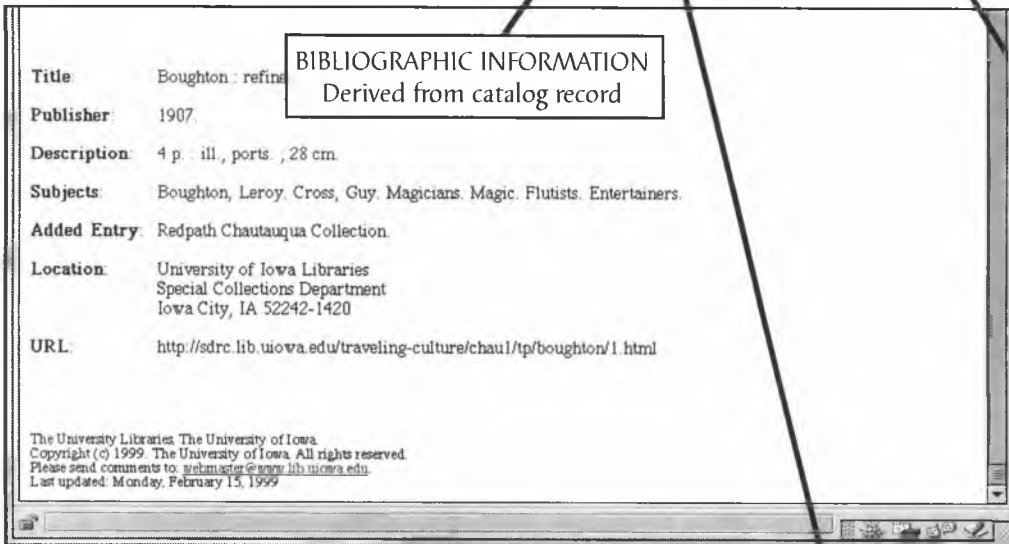 BIBLIOGRAPHIC INFORMATION
Derived from catalog record
Title: Boughton : refine
Publisher: 1907.
Description: 4 p. : ill., ports. ; 28 cm.
Subjects: Boughton, Leroy. Cross, Guy. Magicians. Magic. Flutists. Entertainers.
Added Entry: Redpath Chautauqua Collection.
Location: University of Iowa Libraries
Special Collections Department
Iowa City, IA 52242-1420
URL: http://sdrc.lib.uiowa.edu/traveling-culture/chau1/tp/boughton/1.html
The University Libraries, The University of Iowa.
Copyright (c) 1999. The University of Iowa. All rights reserved.
Please send comments to: webmaster@www.lib.uiowa.edu.
Last updated: Monday, February 15, 1999